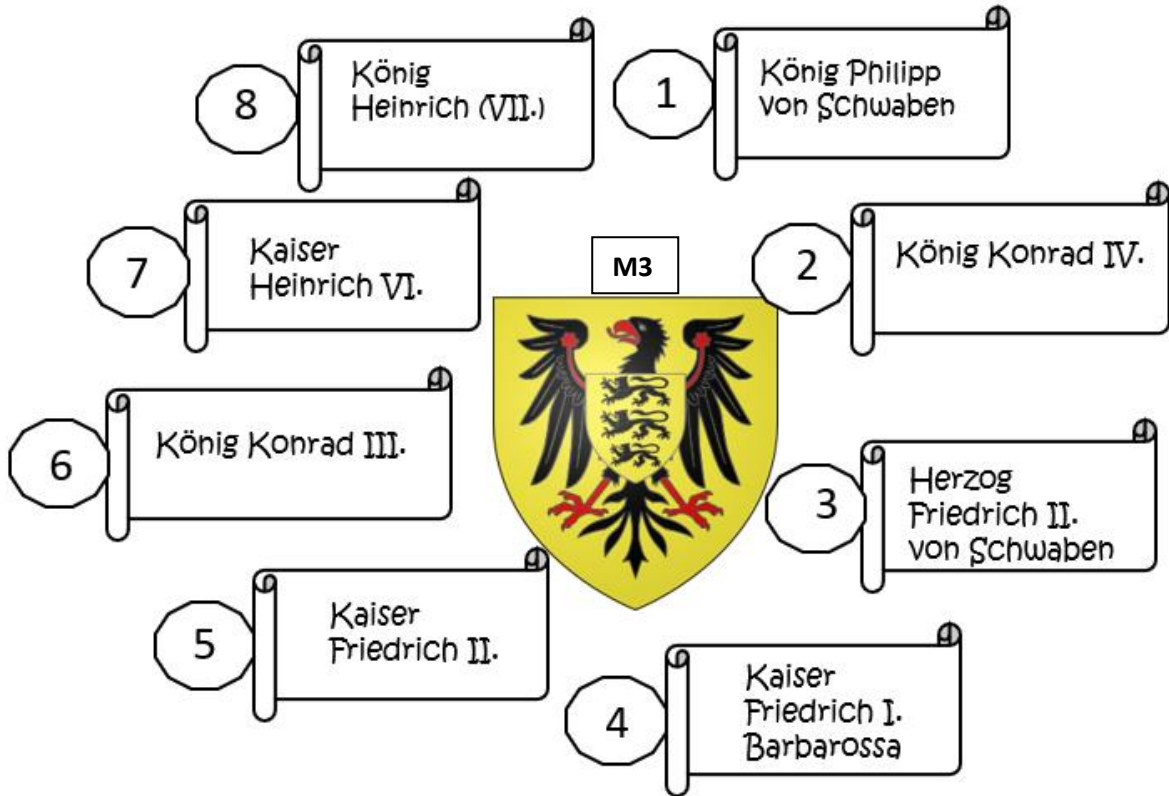 1
König Philipp
von Schwaben
2
König Konrad IV.
3
Herzog
Friedrich II.
von Schwaben
4
Kaiser
Friedrich I.
Barbarossa
5
Kaiser
Friedrich II.
6
König Konrad III.
7
Kaiser
Heinrich VI.
8
König
Heinrich (VII.)
M3